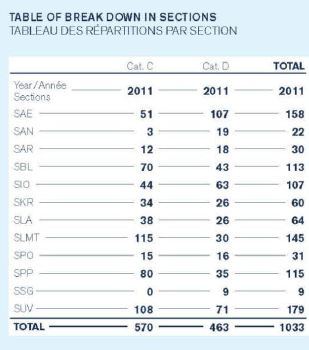 TABLE OF BREAK DOWN IN SECTIONS
TABLEAU DES RÉPARTITIONS PAR SECTION
Cat. C Cat. D TOTAL
Year/Année 2011 2011 2011
Sections
SAE 51 107 158
SAN 3 19 22
SAR 12 18 30
SBL 70 43 113
SIO 44 63 107
SKR 34 26 60
SLA 38 26 64
SLMT 115 30 145
SPO 15 16 31
SPP 80 35 115
SSG 0 9 9
SUV 108 71 179
TOTAL 570 463 1033